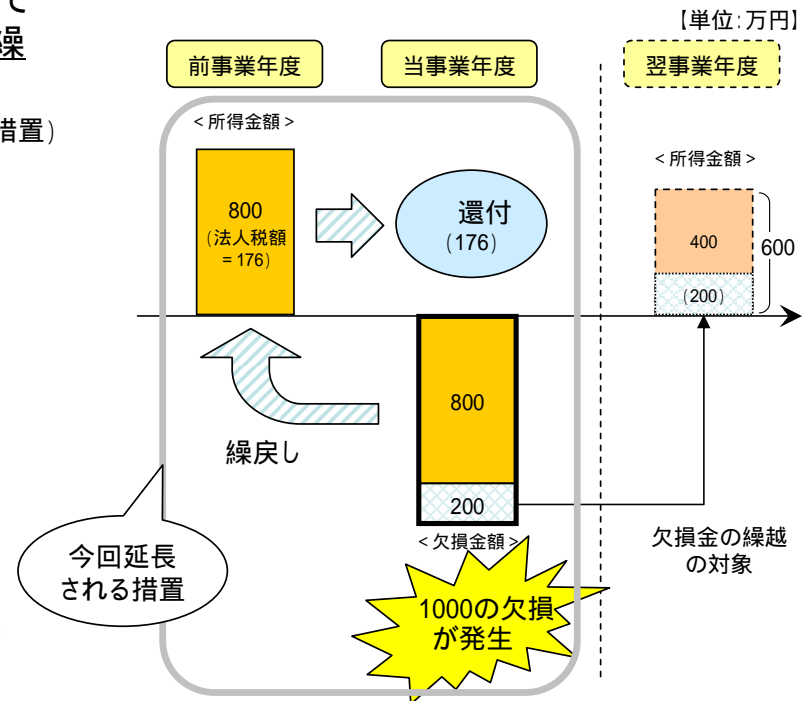 て
繰
措置)
【単位:万円】
前事業年度
当事業年度
翌事業年度
<所得金額>
800
(法人税額
=176)
還付
(176)
<所得金額>
400
(200)
600
繰戻し
800
200
<欠損金額>
今回延長
される措置
1000の欠損
が発生
欠損金の繰越
の対象